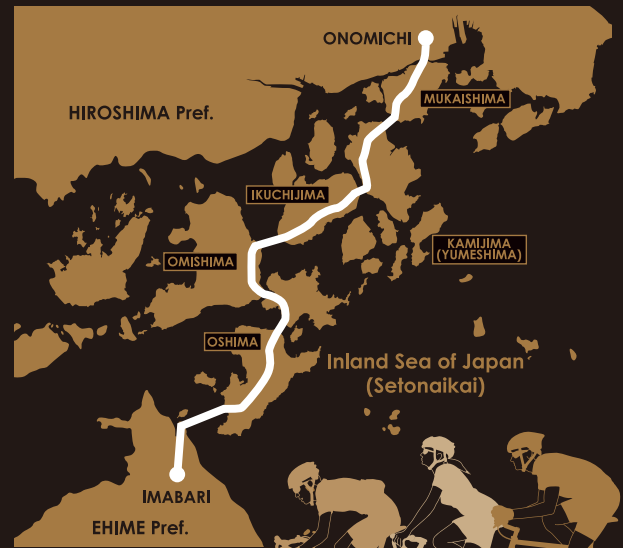 ONOMICHI
MUKAISHIMA
HIROSHIMA Pref.
IKUCHIJIMA
KAMIJIMA
(YUMESHIMA)
OMISHIMA
OSHIMA
Inland Sea of Japan
(Setonaikai)
IMABARI
EHIME Pref.